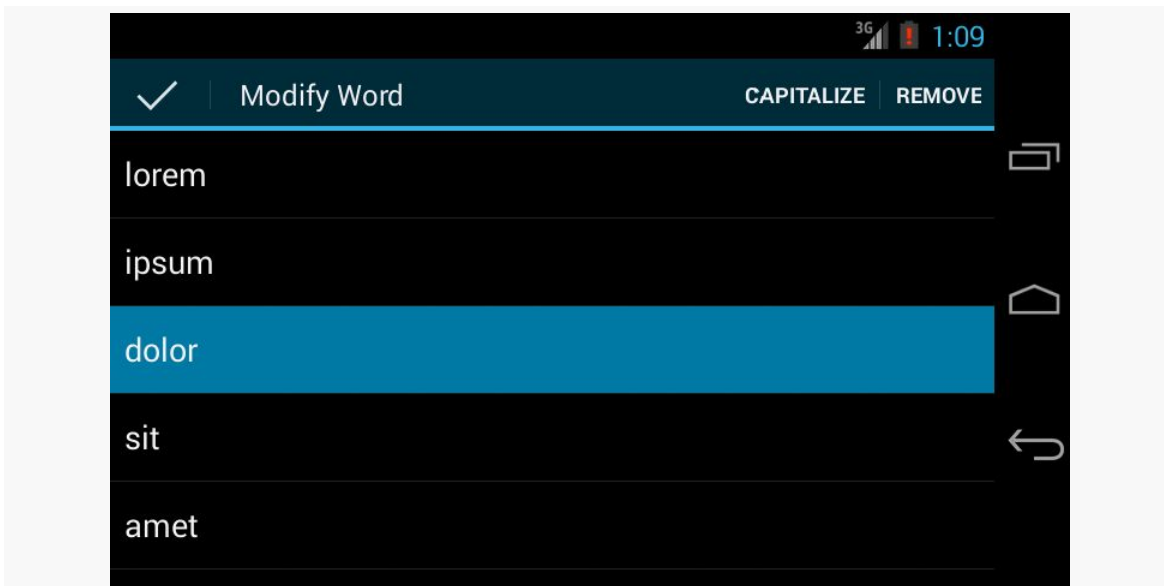 3G 1:09
Modify Word CAPITALIZE REMOVE
lorem
ipsum
dolor
sit
amet